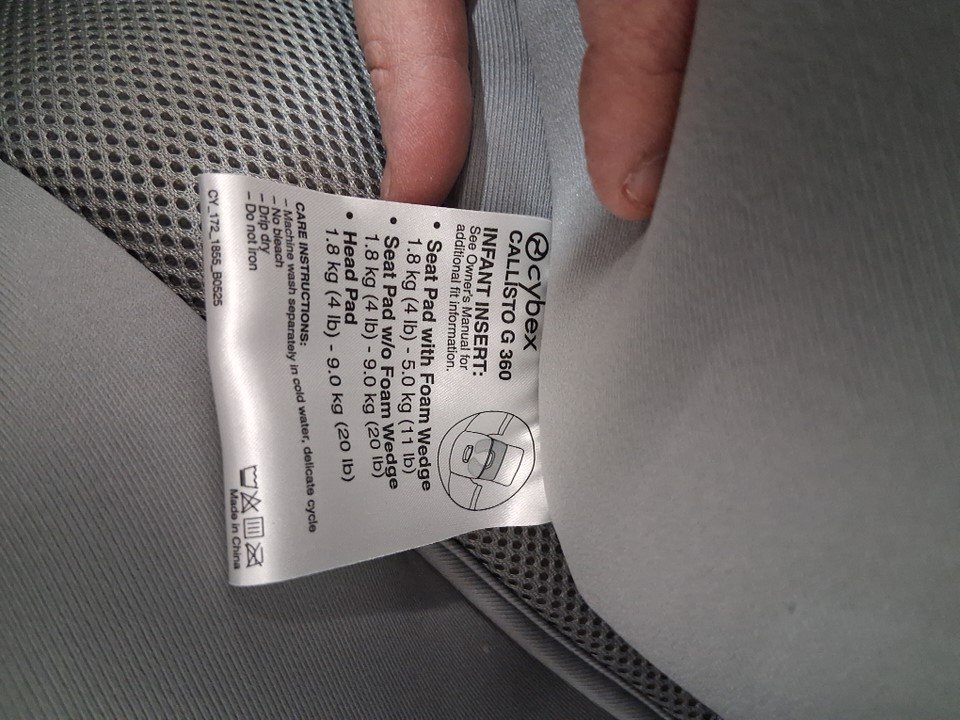 cybex
CALLISTO G 360
INFANT INSERT:
See Owner's Manual for
additional fit information.
• Seat Pad with Foam Wedge
1.8 kg (4 lb) - 5.0 kg (11 lb)
• Seat Pad w/o Foam Wedge
1.8 kg (4 lb) - 9.0 kg (20 lb)
• Head Pad
1.8 kg (4 lb) - 9.0 kg (20 lb)
CARE INSTRUCTIONS:
– Machine wash separately in cold water, delicate cycle
– No bleach
– Drip dry
– Do not iron
Made in China
CY_172_1855_B0525